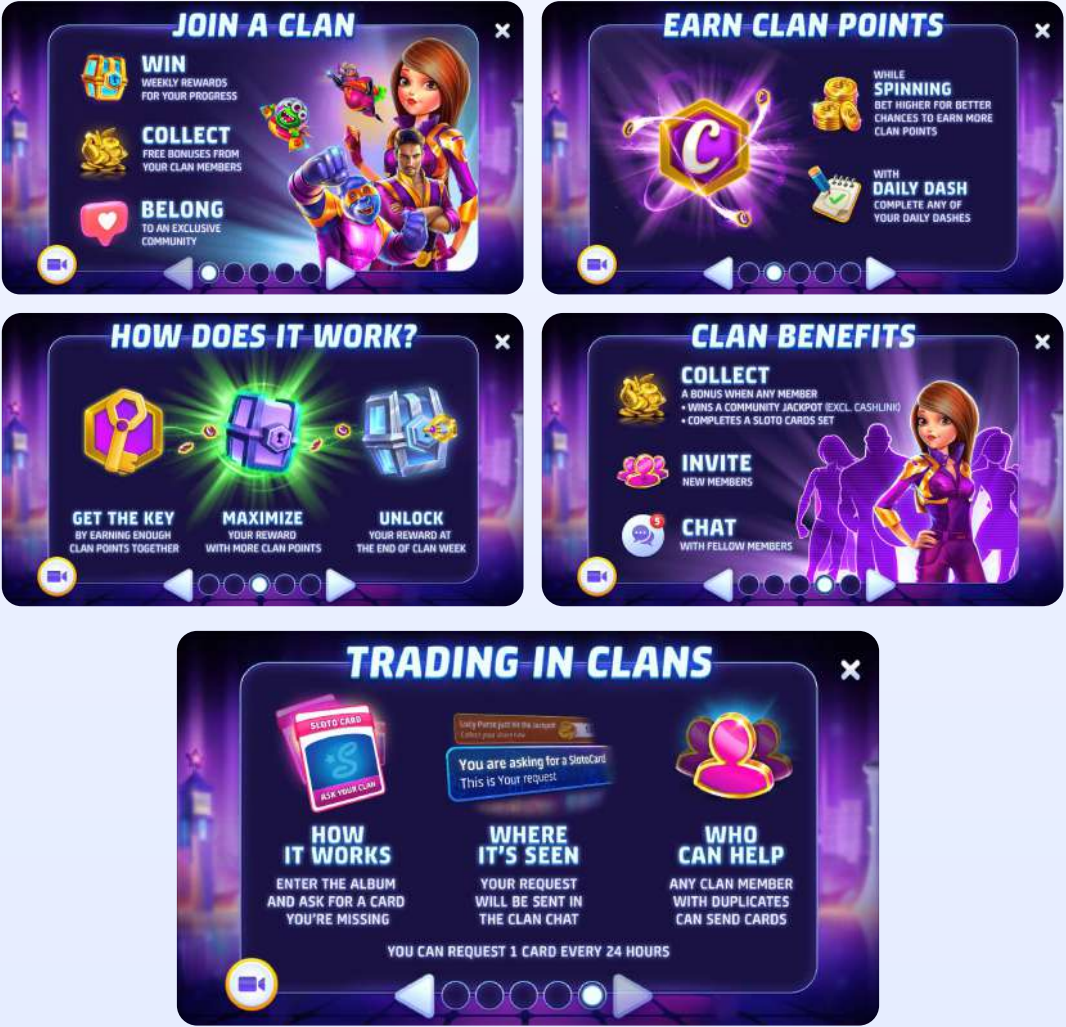 JOIN A CLAN
WIN
WEEKLY REWARDS
FOR YOUR PROGRESS
COLLECT
FREE BONUSES FROM
YOUR CLAN MEMBERS
BELONG
TO AN EXCLUSIVE
COMMUNITY
EARN CLAN POINTS
C
WHILE
SPINNING
BET HIGHER FOR BETTER
CHANCES TO EARN MORE
CLAN POINTS
WITH
DAILY DASH
COMPLETE ANY OF
YOUR DAILY DASHES
HOW DOES IT WORK?
GET THE KEY
BY EARNING ENOUGH
CLAN POINTS TOGETHER
MAXIMIZE
YOUR REWARD
WITH MORE CLAN POINTS
UNLOCK
YOUR REWARD AT
THE END OF CLAN WEEK
CLAN BENEFITS
COLLECT
A BONUS WHEN ANY MEMBER
• WINS A COMMUNITY JACKPOT (EXCL. CASHLINK)
• COMPLETES A SLOTO CARDS SET
INVITE
NEW MEMBERS
5
CHAT
WITH FELLOW MEMBERS
TRADING IN CLANS
SLOTO CARD
S
ASK YOUR CLAN
just hit the Jackpot!
Collect your share now
You are asking for a SlotoCard
This is Your request
HOW
IT WORKS
ENTER THE ALBUM
AND ASK FOR A CARD
YOU'RE MISSING
WHERE
IT'S SEEN
YOUR REQUEST
WILL BE SENT IN
THE CLAN CHAT
WHO
CAN HELP
ANY CLAN MEMBER
WITH DUPLICATES
CAN SEND CARDS
YOU CAN REQUEST 1 CARD EVERY 24 HOURS